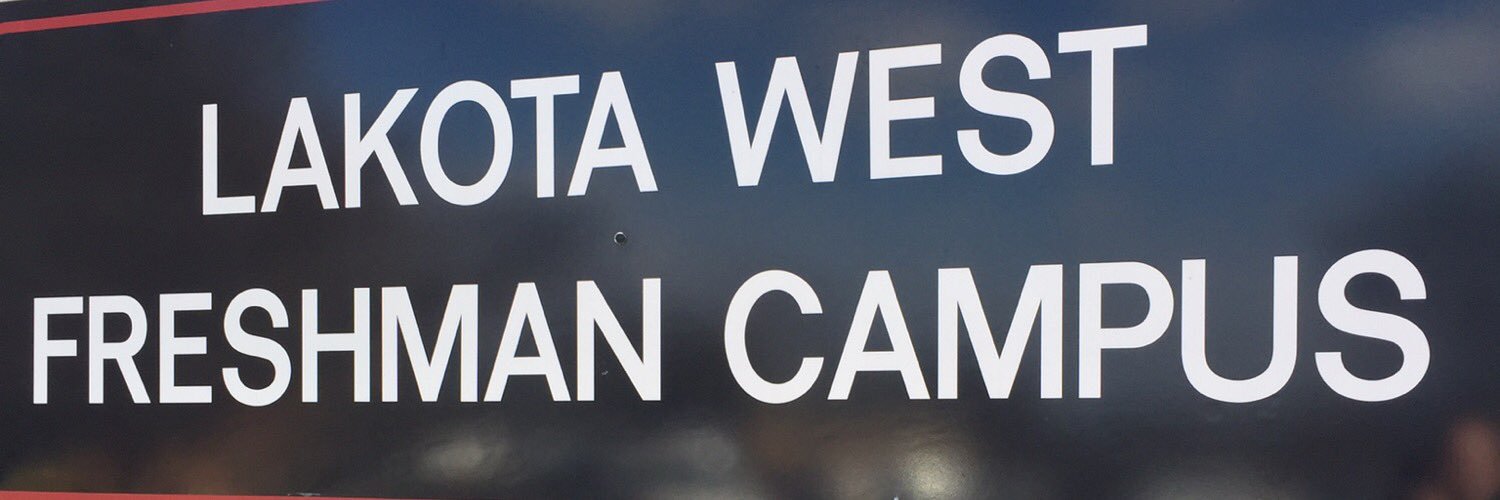 LAKOTA WEST
FRESHMAN CAMPUS